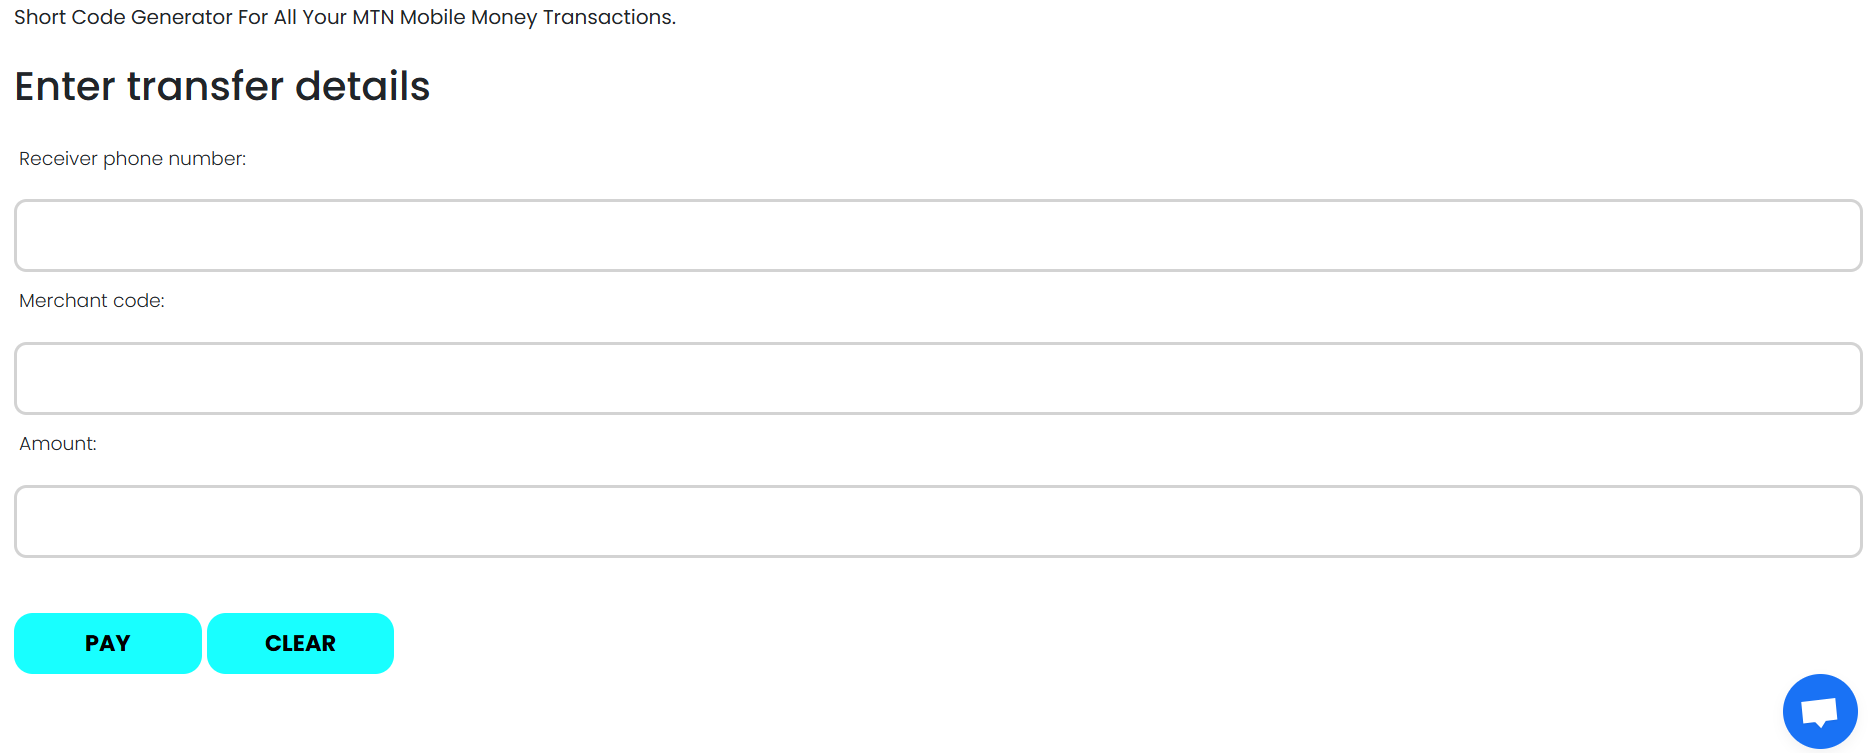 Short Code Generator For All Your MTN Mobile Money Transactions.
Enter transfer details
Receiver phone number:
Merchant code:
Amount:
PAY CLEAR